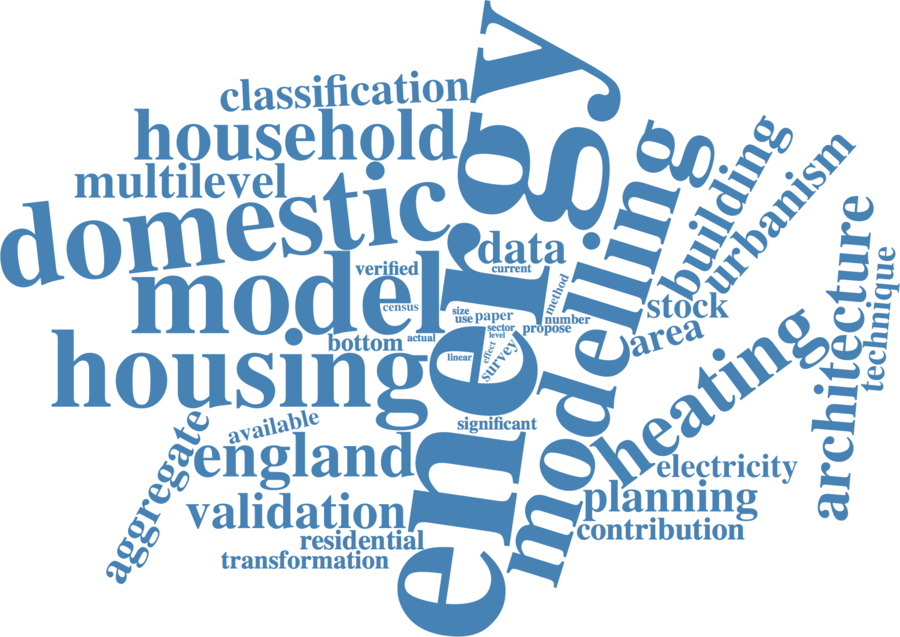 energy
classification
household
multilevel
domestic
model
housing
modelling
building
urbanism
architecture
technique
heating
data
current
verified
census
size
use
paper
method
number
sector
propose
level
effect
survey
linear
actual
bottom
stock
area
significant
available
aggregate
england
validation
residential
transformation
electricity
planning
contribution